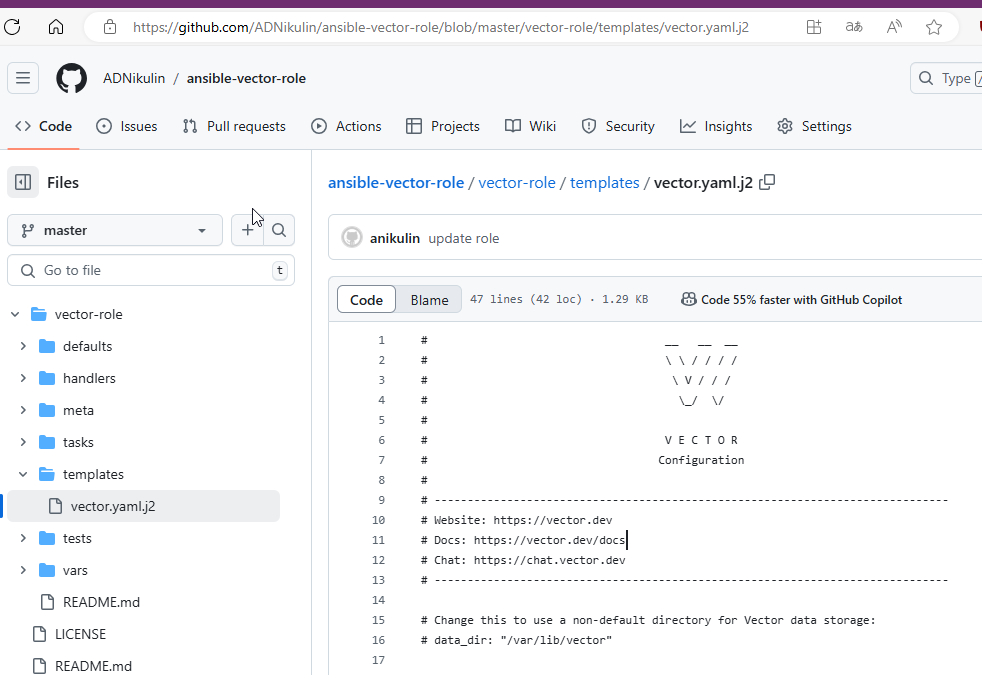 https://github.com/ADNikulin/ansible-vector-role/blob/master/vector-role/templates/vector.yaml.j2
ADNikulin / ansible-vector-role
Type /
Code Issues Pull requests Actions Projects Wiki Security Insights Settings
Files
master
Go to file t
vector-role
defaults
handlers
meta
tasks
templates
vector.yaml.j2
tests
vars
README.md
LICENSE
README.md
ansible-vector-role / vector-role / templates / vector.yaml.j2
anikulin update role
Code Blame 47 lines (42 loc) · 1.29 KB Code 55% faster with GitHub Copilot
1 # __ __ __
2 # \ \ / / / /
3 # \ V / / /
4 # \_/ \/
5 #
6 # V E C T O R
7 # Configuration
8 #
9 # ------------------------------------------------------------------------------
10 # Website: https://vector.dev
11 # Docs: https://vector.dev/docs
12 # Chat: https://chat.vector.dev
13 # ------------------------------------------------------------------------------
14
15 # Change this to use a non-default directory for Vector data storage:
16 # data_dir: "/var/lib/vector"
17